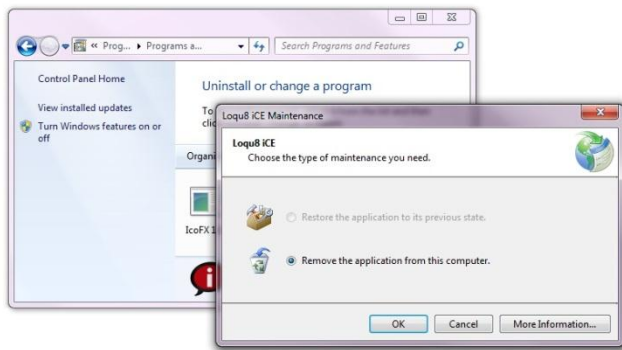 « Prog... ▸ Programs a...
Search Programs and Features
Control Panel Home
View installed updates
Turn Windows features on or
off
Uninstall or change a program
To
clic
Organi
IcoFX 1
Loqu8 iCE Maintenance
Loqu8 iCE
Choose the type of maintenance you need.
Restore the application to its previous state.
Remove the application from this computer.
OK
Cancel
More Information...